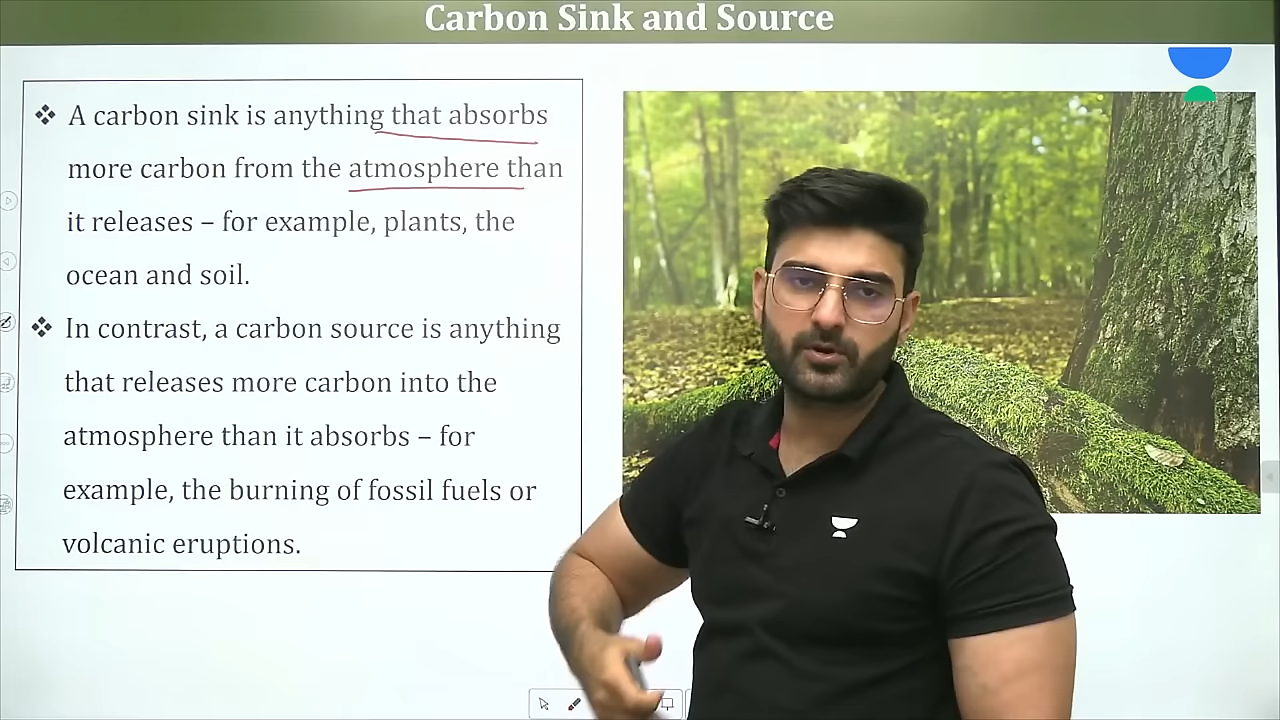 Carbon Sink and Source
❖ A carbon sink is anything that absorbs
more carbon from the atmosphere than
it releases – for example, plants, the
ocean and soil.
❖ In contrast, a carbon source is anything
that releases more carbon into the
atmosphere than it absorbs – for
example, the burning of fossil fuels or
volcanic eruptions.